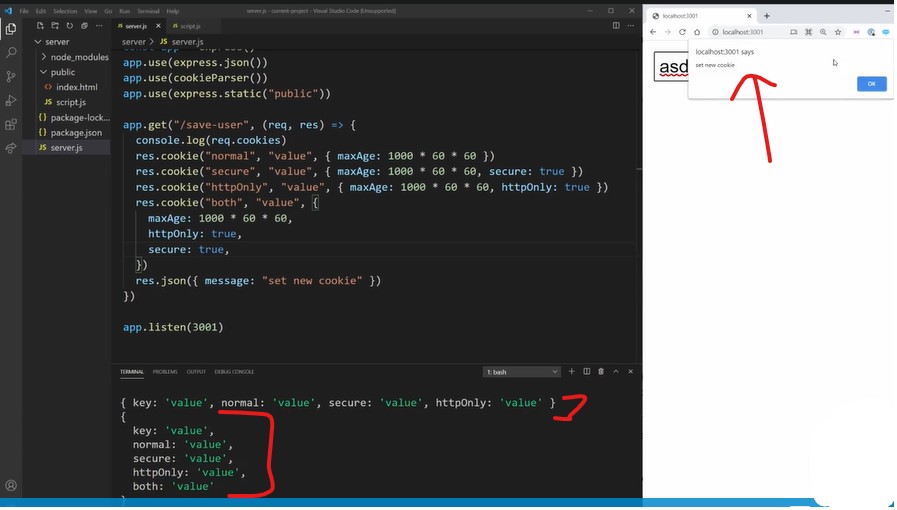 File Edit Selection View Go Run Terminal Help
server.js - current-project - Visual Studio Code [Unsupported]
server.js
script.js
server > server.js
server
node_modules
public
index.html
script.js
package-lock...
package.json
server.js
app.use(express.json())
app.use(cookieParser())
app.use(express.static("public"))
app.get("/save-user", (req, res) => {
console.log(req.cookies)
res.cookie("normal", "value", { maxAge: 1000 * 60 * 60 })
res.cookie("secure", "value", { maxAge: 1000 * 60 * 60, secure: true })
res.cookie("httpOnly", "value", { maxAge: 1000 * 60 * 60, httpOnly: true })
res.cookie("both", "value", {
maxAge: 1000 * 60 * 60,
httpOnly: true,
secure: true,
})
res.json({ message: "set new cookie" })
})
app.listen(3001)
TERMINAL PROBLEMS OUTPUT DEBUG CONSOLE
1: bash
{ key: 'value', normal: 'value', secure: 'value', httpOnly: 'value' }
{
key: 'value',
normal: 'value',
secure: 'value',
httpOnly: 'value',
both: 'value'
localhost:3001
localhost:3001
localhost:3001 says
set new cookie
OK
asd